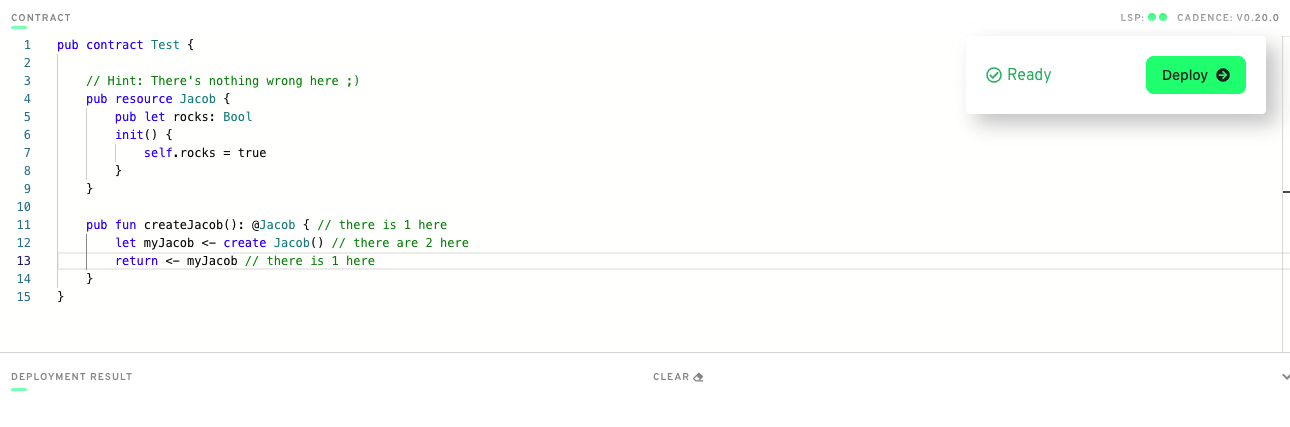 CONTRACT
LSP: CADENCE: V0.20.0
Ready
Deploy
1 pub contract Test {
2
3 // Hint: There's nothing wrong here ;)
4 pub resource Jacob {
5 pub let rocks: Bool
6 init() {
7 self.rocks = true
8 }
9 }
10
11 pub fun createJacob(): @Jacob { // there is 1 here
12 let myJacob <- create Jacob() // there are 2 here
13 return <- myJacob // there is 1 here
14 }
15 }
DEPLOYMENT RESULT
CLEAR